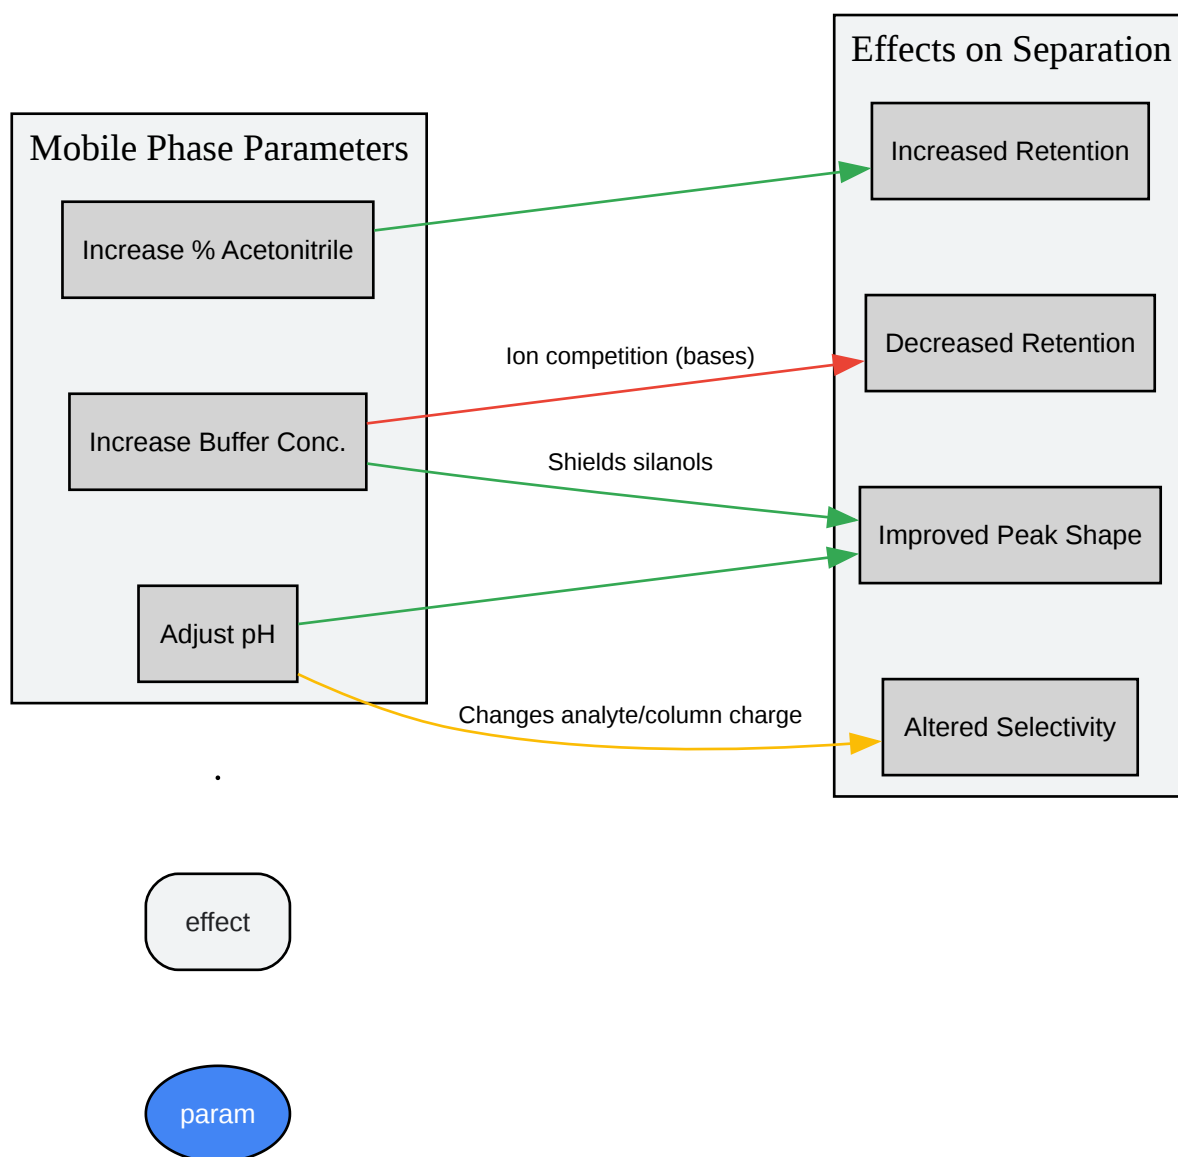 Effects on Separation
Increased Retention
Mobile Phase Parameters
Increase % Acetonitrile
Ion competition (bases)
Decreased Retention
Increase Buffer Conc.
Shields silanols
Improved Peak Shape
Adjust pH
Changes analyte/column charge
Altered Selectivity
.
effect
param